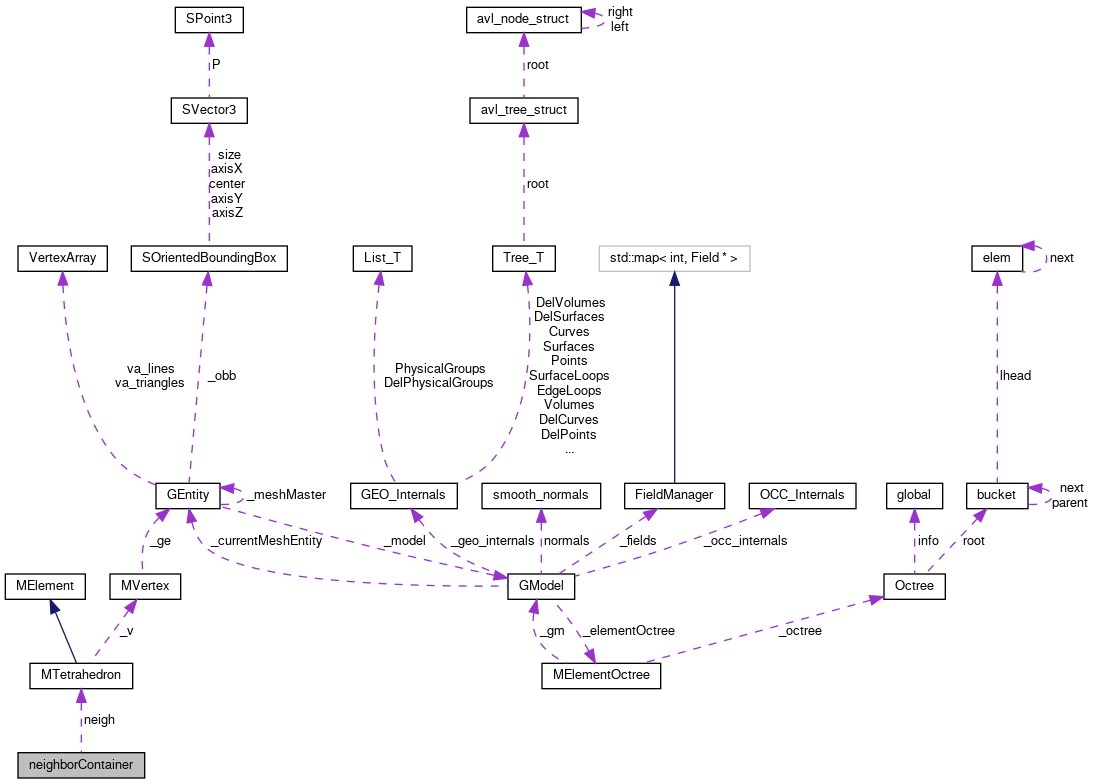 SPoint3
avl_node_struct
right
left
P
root
SVector3
avl_tree_struct
size
axisX
center
axisY
axisZ
root
VertexArray
SOrientedBoundingBox
List_T
Tree_T
std::map< int, Field * >
elem
next
va_lines
va_triangles
_obb
PhysicalGroups
DelPhysicalGroups
DelVolumes
DelSurfaces
Curves
Surfaces
Points
SurfaceLoops
EdgeLoops
Volumes
DelCurves
DelPoints
...
lhead
GEntity
_meshMaster
GEO_Internals
smooth_normals
FieldManager
OCC_Internals
global
bucket
next
parent
_ge
_currentMeshEntity
_model
_geo_internals
normals
_fields
_occ_internals
info
root
MElement
MVertex
GModel
Octree
_v
_gm
_elementOctree
_octree
MTetrahedron
MElementOctree
neigh
neighborContainer